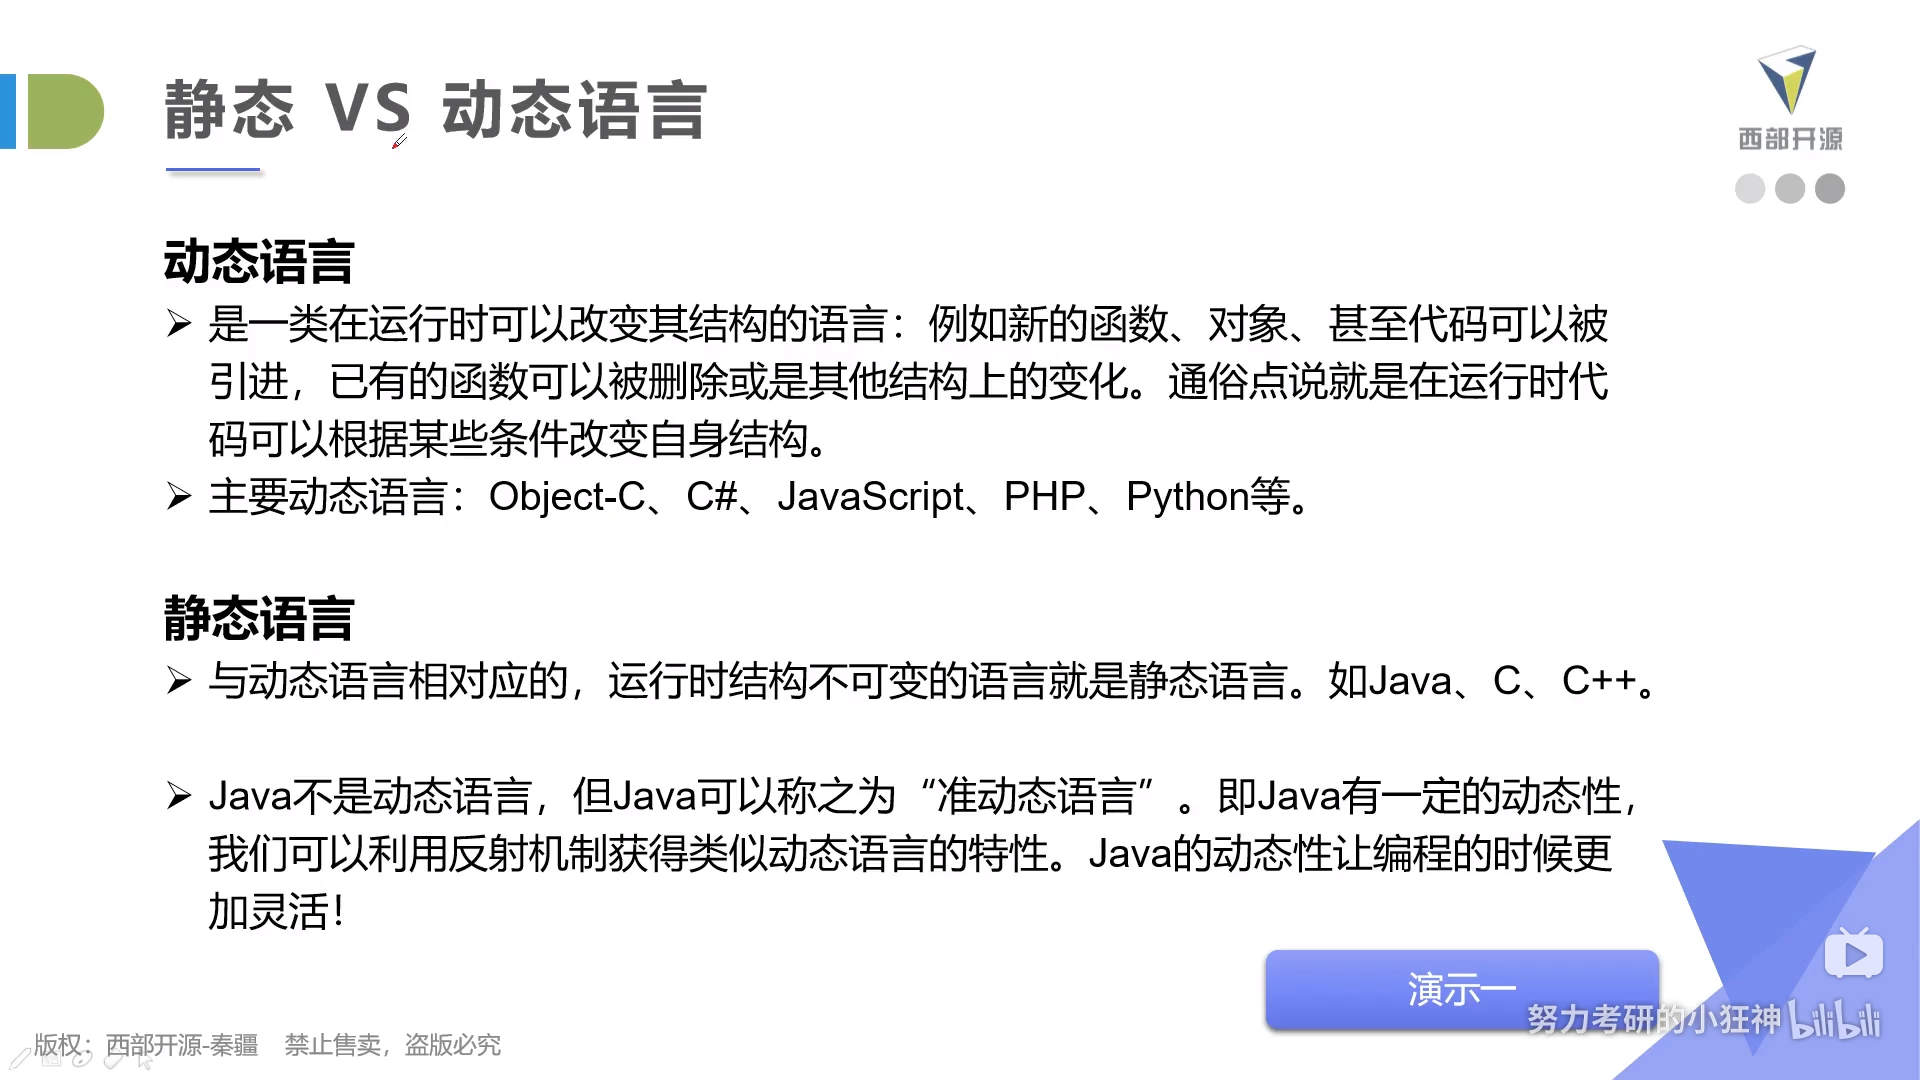 静态 VS 动态语言
西部开源
动态语言
➢ 是一类在运行时可以改变其结构的语言：例如新的函数、对象、甚至代码可以被
引进，已有的函数可以被删除或是其他结构上的变化。通俗点说就是在运行时代
码可以根据某些条件改变自身结构。
➢ 主要动态语言：Object-C、C#、JavaScript、PHP、Python等。
静态语言
➢ 与动态语言相对应的，运行时结构不可变的语言就是静态语言。如Java、C、C++。
➢ Java不是动态语言，但Java可以称之为“准动态语言”。即Java有一定的动态性，
我们可以利用反射机制获得类似动态语言的特性。Java的动态性让编程的时候更
加灵活！
演示一
努力考研的小狂神 bilibili
版权：西部开源-秦疆 禁止售卖，盗版必究